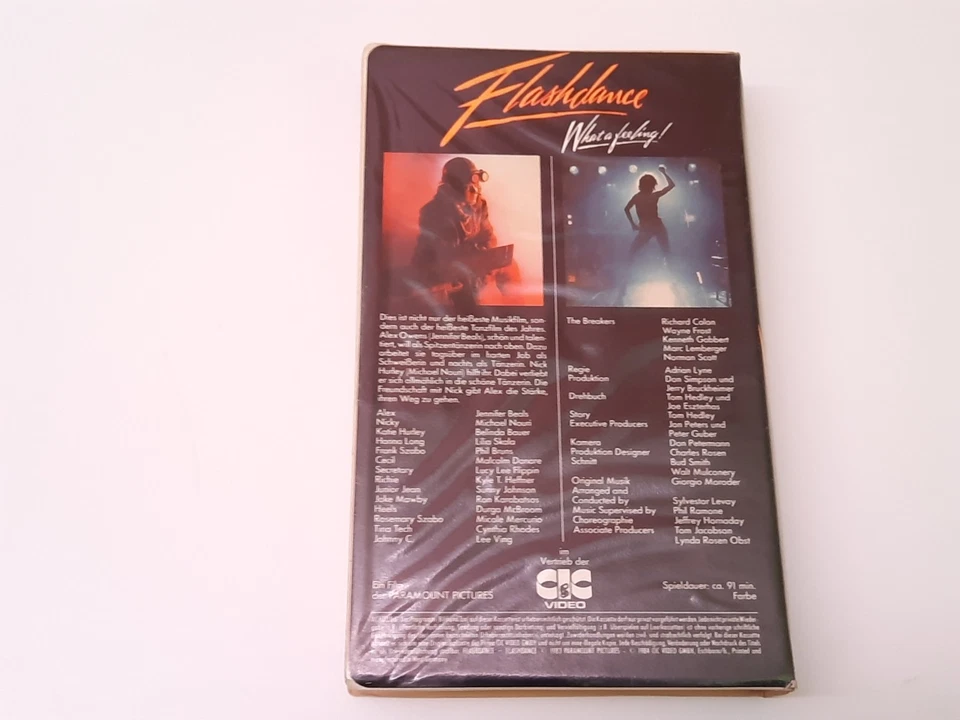 Flashdance
What a feeling!
Dies ist nicht nur der heißeste Musikfilm, son-
dern auch der heißeste Tanzfilm des Jahres.
Alex Owens (Jennifer Beals), schön und talen-
tiert, will als Spitzentänzerin nach oben. Dazu
arbeitet sie tagsüber im harten Job als
Schweißerin und nachts als Tänzerin. Nick
Hurley (Michael Nouri) hilft ihr. Dabei verliebt
er sich allmählich in die schöne Tänzerin. Die
Freundschaft mit Nick gibt Alex die Stärke,
ihren Weg zu gehen.
Alex Jennifer Beals
Nicky Michael Nouri
Katie Hurley Belinda Bauer
Hanna Long Lilia Skala
Frank Szabo Phil Bruns
Cecil Malcolm Danare
Secretary Lucy Lee Flippin
Richie Kyle T. Heffner
Junior Jean Sunny Johnson
Jake Mawby Ron Karabatsos
Heels Durga McBroom
Rosemary Szabo Micole Mercurio
Tina Tech Cynthia Rhodes
Johnny C. Lee Ving
The Breakers Richard Colon
Wayne Frost
Kenneth Gabbert
Marc Lemberger
Norman Scott
Regie Adrian Lyne
Produktion Don Simpson und
Jerry Bruckheimer
Drehbuch Tom Hedley und
Joe Eszterhas
Story Tom Hedley
Executive Producers Jon Peters und
Peter Guber
Kamera Don Petermann
Produktion Designer Charles Rosen
Schnitt Bud Smith
Walt Mulconery
Original Musik Giorgio Moroder
Arranged and
Conducted by Sylvester Levay
Music Supervised by Phil Ramone
Choreographie Jeffrey Hornaday
Associate Producers Tom Jacobson
Lynda Rosen Obst
im
Vertrieb der
CIC
VIDEO
Ein Film
der PARAMOUNT PICTURES
Spieldauer: ca. 91 min.
Farbe